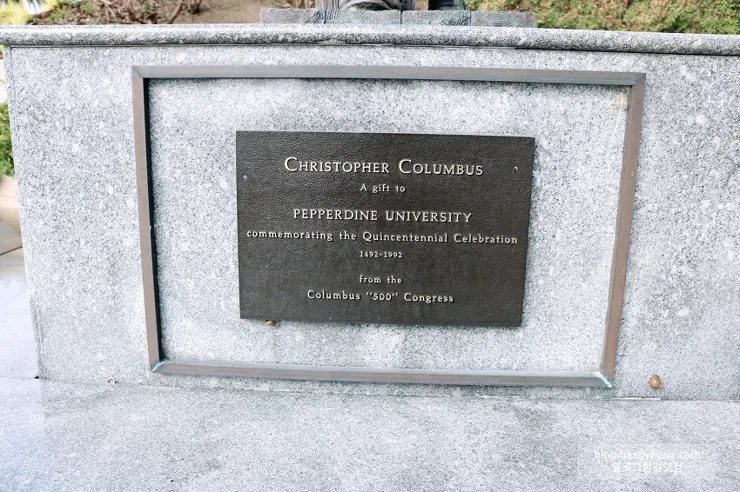 CHRISTOPHER COLUMBUS
A gift to
PEPPERDINE UNIVERSITY
commemorating the Quincentennial Celebration
1492-1992
from the
Columbus "500" Congress